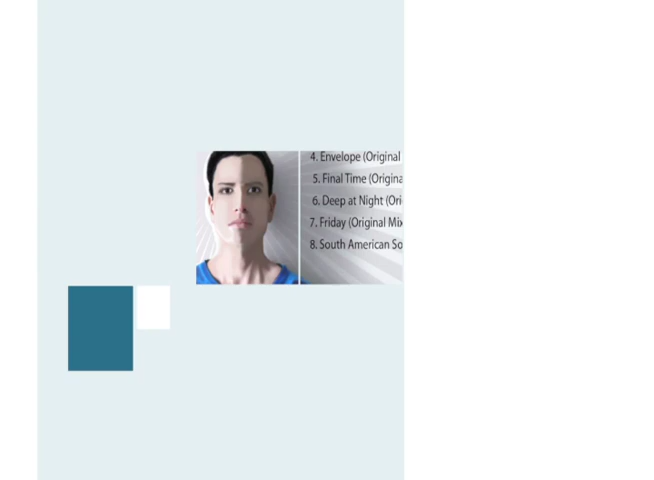 4. Envelope (Original
5. Final Time (Origina
6. Deep at Night (Ori
7. Friday (Original Mix
8. South American So